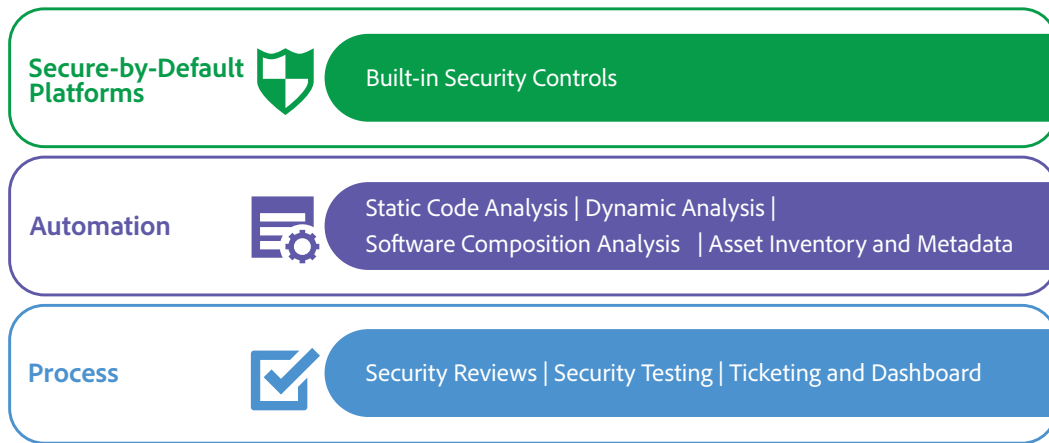 Secure-by-Default
Platforms
Built-in Security Controls
Automation
Static Code Analysis | Dynamic Analysis |
Software Composition Analysis | Asset Inventory and Metadata
Process
Security Reviews | Security Testing | Ticketing and Dashboard